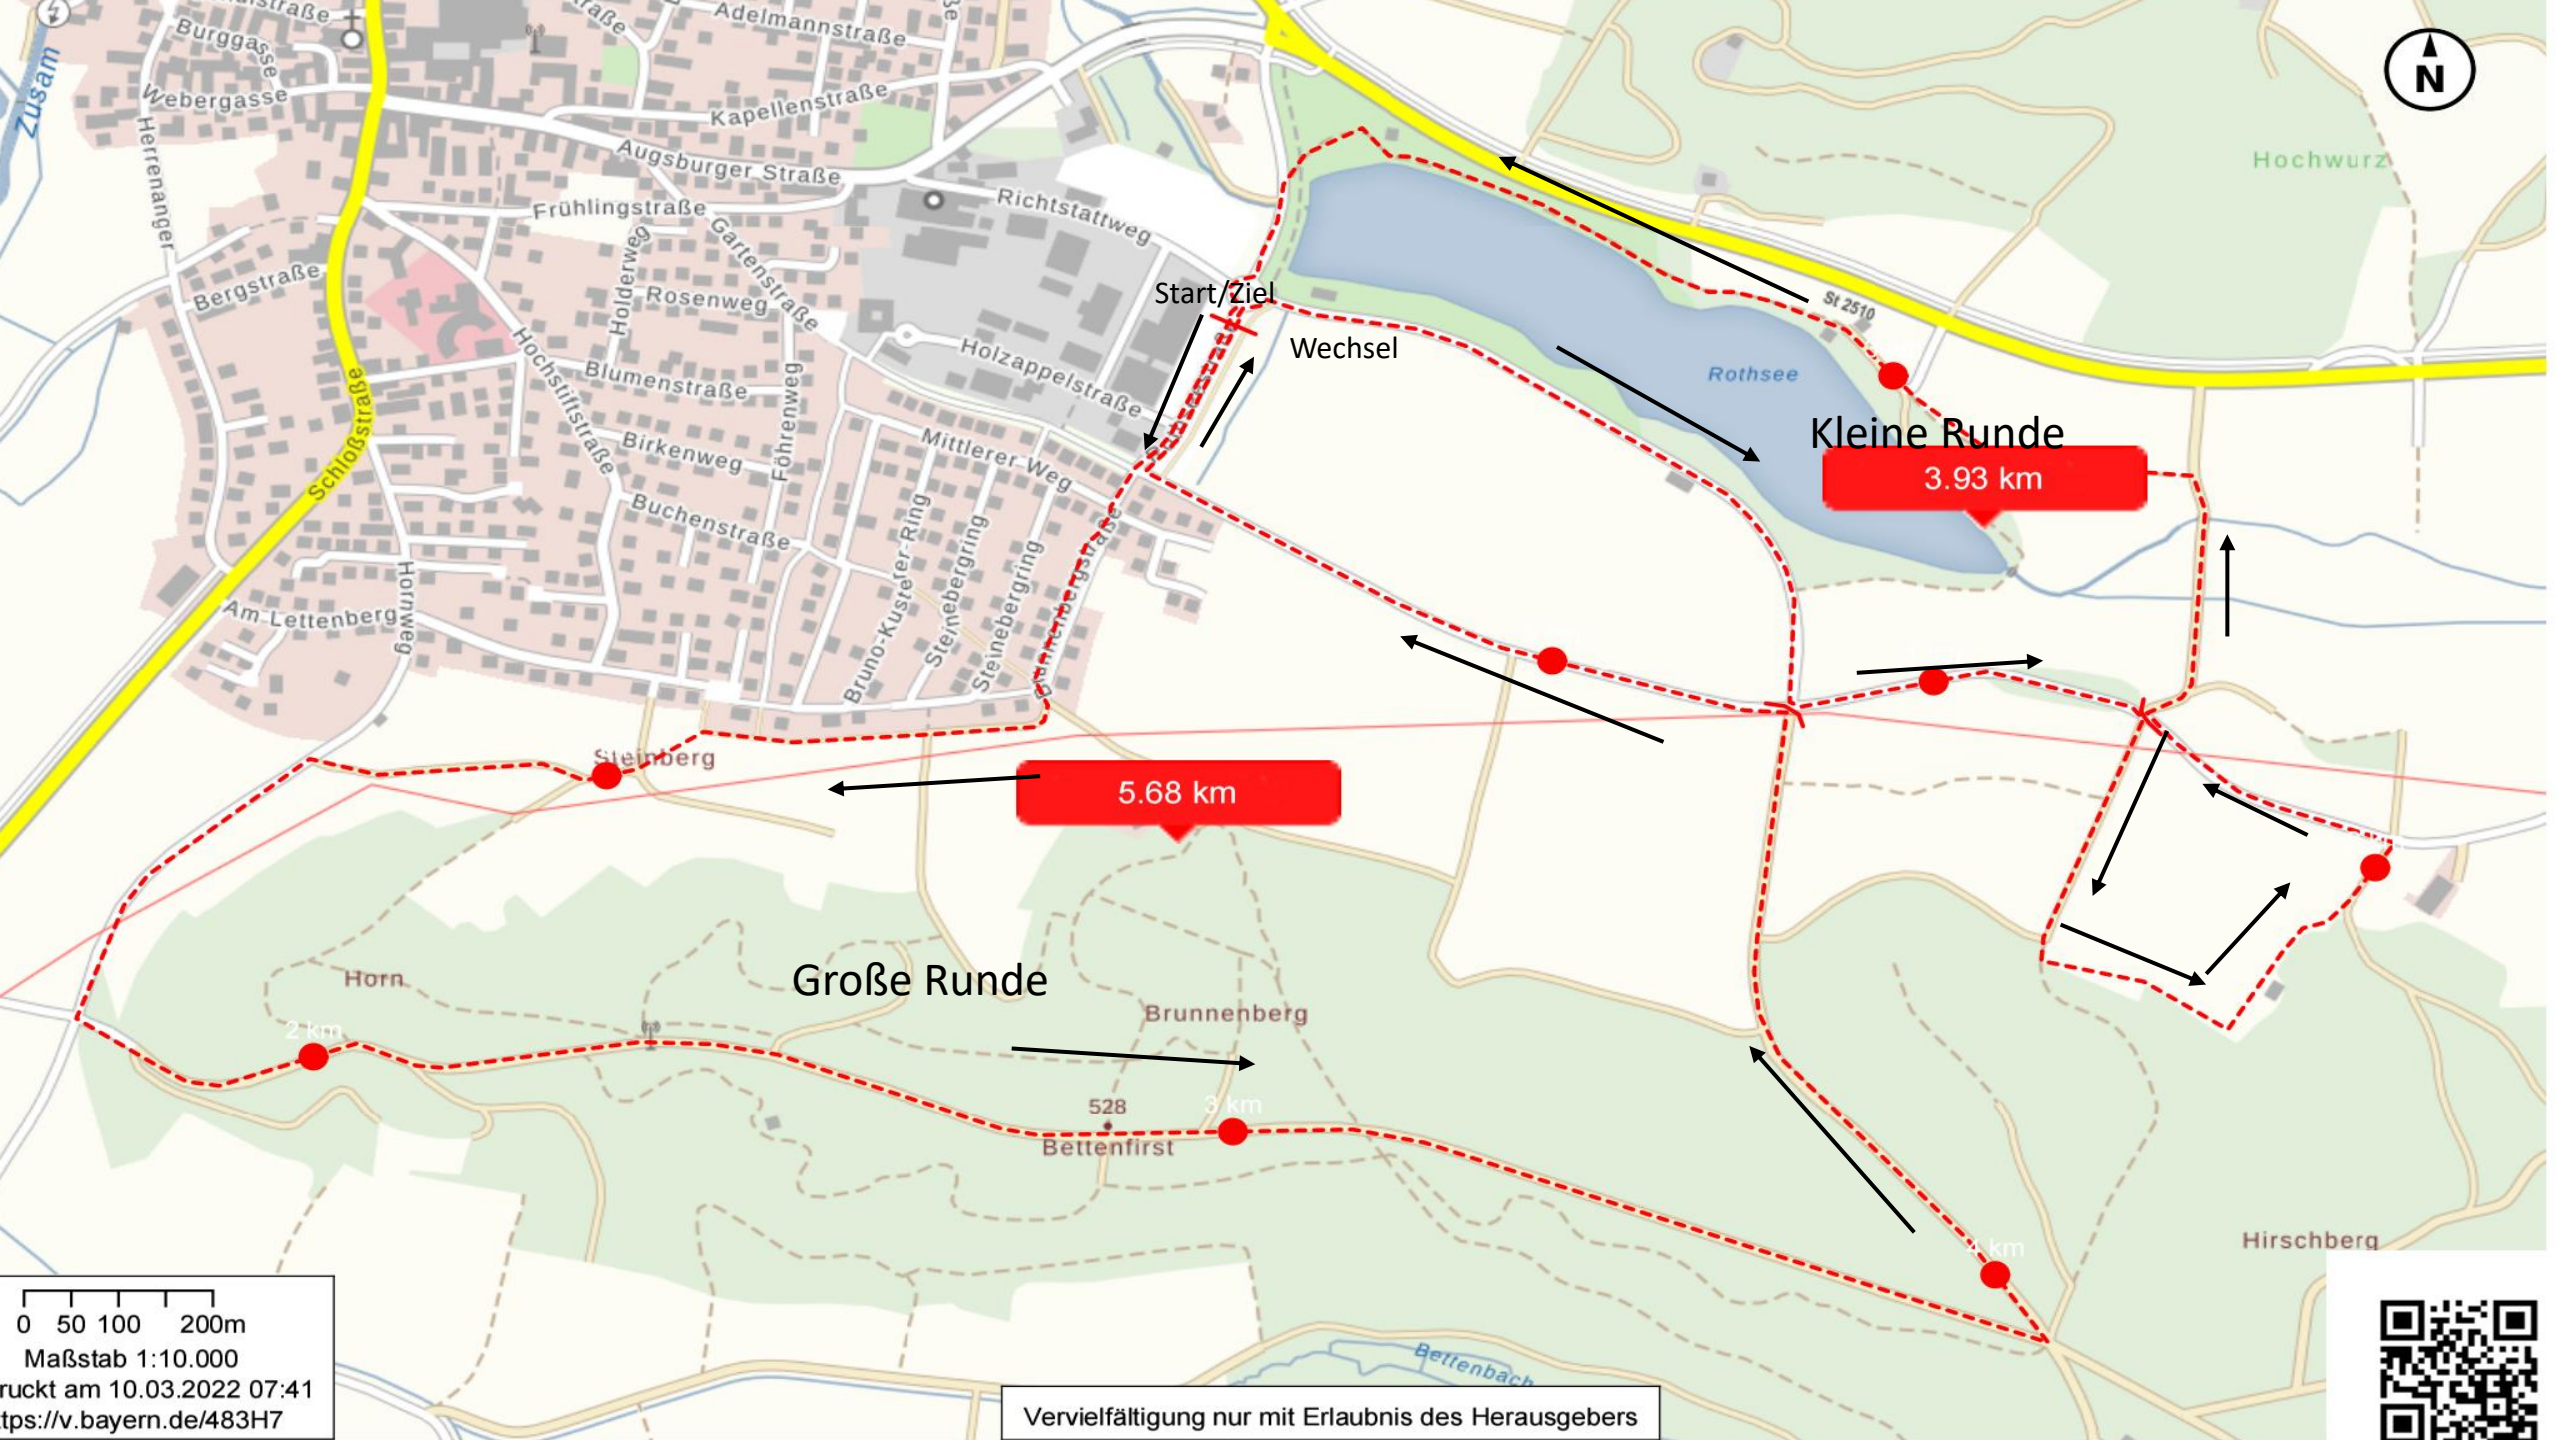 Adelmannstraße
Burggasse
Zusam
Webergasse
Kapellenstraße
Herrenanger
Augsburger Straße
N
Hochwurz
Frühlingstraße
Richtstattweg
Holderweg
Gartenstraße
Bergstraße
Rosenweg
Start/Ziel
St 2510
Hochstiftstraße
Holzappelstraße
Wechsel
Blumenstraße
Föhrenweg
Rothsee
Schloßstraße
Birkenweg
Mittlerer Weg
Kleine Runde
3.93 km
Buchenstraße
Bruno-Kusterer-Ring
Steinebergring
Steinebergring
Brunnenbergstraße
Hornweg
Am Lettenberg
Steinberg
5.68 km
Horn
Große Runde
Brunnenberg
2 km
528
3 km
Bettenfirst
4 km
Hirschberg
0 50 100 200m
Maßstab 1:10.000
ruckt am 10.03.2022 07:41
tps://v.bayern.de/483H7
Bettenbach
Vervielfältigung nur mit Erlaubnis des Herausgebers